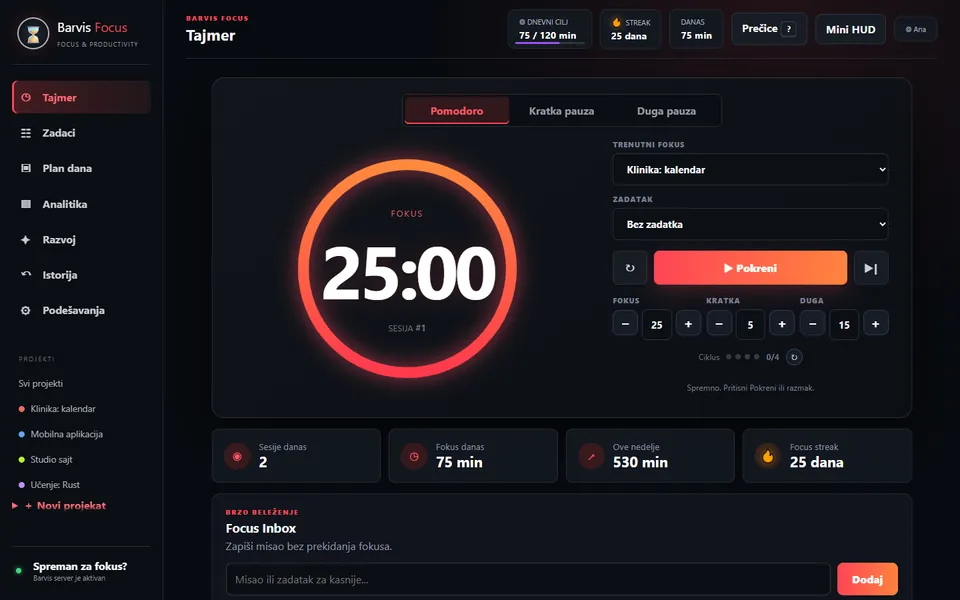 Barvis Focus
FOCUS & PRODUCTIVITY
Tajmer
Zadaci
Plan dana
Analitika
Razvoj
Istorija
Podešavanja
PROJEKTI
Svi projekti
Klinika: kalendar
Mobilna aplikacija
Studio sajt
Učenje: Rust
+ Novi projekat
Spreman za fokus?
Barvis server je aktivan
BARVIS FOCUS
Tajmer
DNEVNI CILJ
75 / 120 min
STREAK
25 dana
DANAS
75 min
Prečice ?
Mini HUD
Ana
Pomodoro
Kratka pauza
Duga pauza
FOKUS
25:00
SESIJA #1
TRENUTNI FOKUS
Klinika: kalendar
ZADATAK
Bez zadatka
Pokreni
FOKUS
KRATKA
DUGA
− 25 +
− 5 +
− 15 +
Ciklus 0/4
Spremno. Pritisni Pokreni ili razmak.
Sesije danas
2
Fokus danas
75 min
Ove nedelje
530 min
Focus streak
25 dana
BRZO BELEŽENJE
Focus Inbox
Zapiši misao bez prekidanja fokusa.
Misao ili zadatak za kasnije...
Dodaj